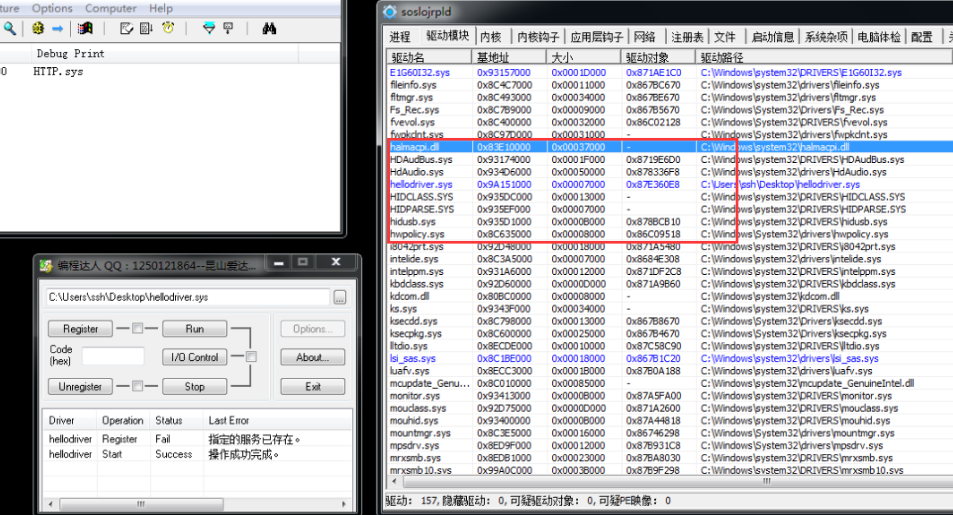 ture Options Computer Help
Debug Print
0 HTTP.sys
编程达人 QQ：1250121864--昆山爱达...
C:\Users\ssh\Desktop\hellodriver.sys ...
Register Run Options...
Code
(hex)
I/O Control About...
Unregister Stop Exit
Driver Operation Status Last Error
hellodriver Register Fail 指定的服务已存在。
hellodriver Start Success 操作成功完成。
soslojrpld
进程 驱动模块 内核 内核钩子 应用层钩子 网络 注册表 文件 启动信息 系统杂项 电脑体检 配置
驱动名 基地址 大小 驱动对象 驱动路径
E1G60I32.sys 0x93157000 0x0001D000 0x871AE1C0 C:\Windows\system32\DRIVERS\E1G60I32.sys
fileinfo.sys 0x8C4C7000 0x00011000 0x867BC670 C:\Windows\system32\drivers\fileinfo.sys
fltmgr.sys 0x8C493000 0x00034000 0x867BE670 C:\Windows\system32\drivers\fltmgr.sys
Fs_Rec.sys 0x8C7B9000 0x00009000 0x867B5670 C:\Windows\System32\Drivers\Fs_Rec.sys
fvevol.sys 0x8C400000 0x00032000 0x86C02128 C:\Windows\System32\DRIVERS\fvevol.sys
fwpkclnt.sys 0x8C97D000 0x00031000 - C:\Windows\System32\drivers\fwpkclnt.sys
halmacpi.dll 0x83E10000 0x00037000 - C:\Windows\system32\halmacpi.dll
HDAudBus.sys 0x93174000 0x0001F000 0x8719E6D0 C:\Windows\system32\DRIVERS\HDAudBus.sys
HdAudio.sys 0x934D6000 0x00050000 0x878336F8 C:\Windows\system32\drivers\HdAudio.sys
hellodriver.sys 0x9A151000 0x00007000 0x87E360E8 C:\Users\ssh\Desktop\hellodriver.sys
HIDCLASS.SYS 0x935DC000 0x00013000 - C:\Windows\system32\DRIVERS\HIDCLASS.SYS
HIDPARSE.SYS 0x935EF000 0x00007000 - C:\Windows\system32\DRIVERS\HIDPARSE.SYS
hidusb.sys 0x935D1000 0x0000B000 0x878BCB10 C:\Windows\system32\DRIVERS\hidusb.sys
hwpolicy.sys 0x8C635000 0x00008000 0x86C09518 C:\Windows\System32\drivers\hwpolicy.sys
i8042prt.sys 0x92D48000 0x00018000 0x871A5480 C:\Windows\system32\DRIVERS\i8042prt.sys
intelide.sys 0x8C3A5000 0x00007000 0x8684E308 C:\Windows\system32\drivers\intelide.sys
intelppm.sys 0x931A6000 0x00012000 0x871DF2C8 C:\Windows\system32\DRIVERS\intelppm.sys
kbdclass.sys 0x92D60000 0x0000D000 0x871A9B60 C:\Windows\system32\DRIVERS\kbdclass.sys
kdcom.dll 0x80BC0000 0x00008000 - C:\Windows\system32\kdcom.dll
ks.sys 0x9343F000 0x00034000 - C:\Windows\system32\DRIVERS\ks.sys
ksecdd.sys 0x8C798000 0x00013000 0x867B8670 C:\Windows\System32\Drivers\ksecdd.sys
ksecpkg.sys 0x8C600000 0x00025000 0x867B4670 C:\Windows\System32\Drivers\ksecpkg.sys
lltdio.sys 0x8ECDE000 0x00010000 0x87C58C90 C:\Windows\system32\DRIVERS\lltdio.sys
lsi_sas.sys 0x8C1BE000 0x00018000 0x867B1C20 C:\Windows\system32\drivers\lsi_sas.sys
luafv.sys 0x8ECC3000 0x0001B000 0x87B0A188 C:\Windows\system32\drivers\luafv.sys
mcupdate_Genu... 0x8C010000 0x00085000 - C:\Windows\system32\mcupdate_GenuineIntel.dll
monitor.sys 0x93413000 0x0000B000 0x87A5FA00 C:\Windows\system32\DRIVERS\monitor.sys
mouclass.sys 0x92D75000 0x0000D000 0x871A2600 C:\Windows\system32\DRIVERS\mouclass.sys
mouhid.sys 0x93400000 0x0000B000 0x87A44818 C:\Windows\system32\DRIVERS\mouhid.sys
mountmgr.sys 0x8C3E5000 0x00016000 0x86746298 C:\Windows\System32\drivers\mountmgr.sys
mpsdrv.sys 0x8ED9F000 0x00012000 0x87B931C8 C:\Windows\System32\drivers\mpsdrv.sys
mrxsmb.sys 0x8EDB1000 0x00023000 0x87BA8030 C:\Windows\system32\DRIVERS\mrxsmb.sys
mrxsmb10.sys 0x99A0C000 0x0003B000 0x87B9F298 C:\Windows\system32\DRIVERS\mrxsmb10.sys
驱动: 157, 隐藏驱动: 0, 可疑驱动对象: 0, 可疑PE映像: 0